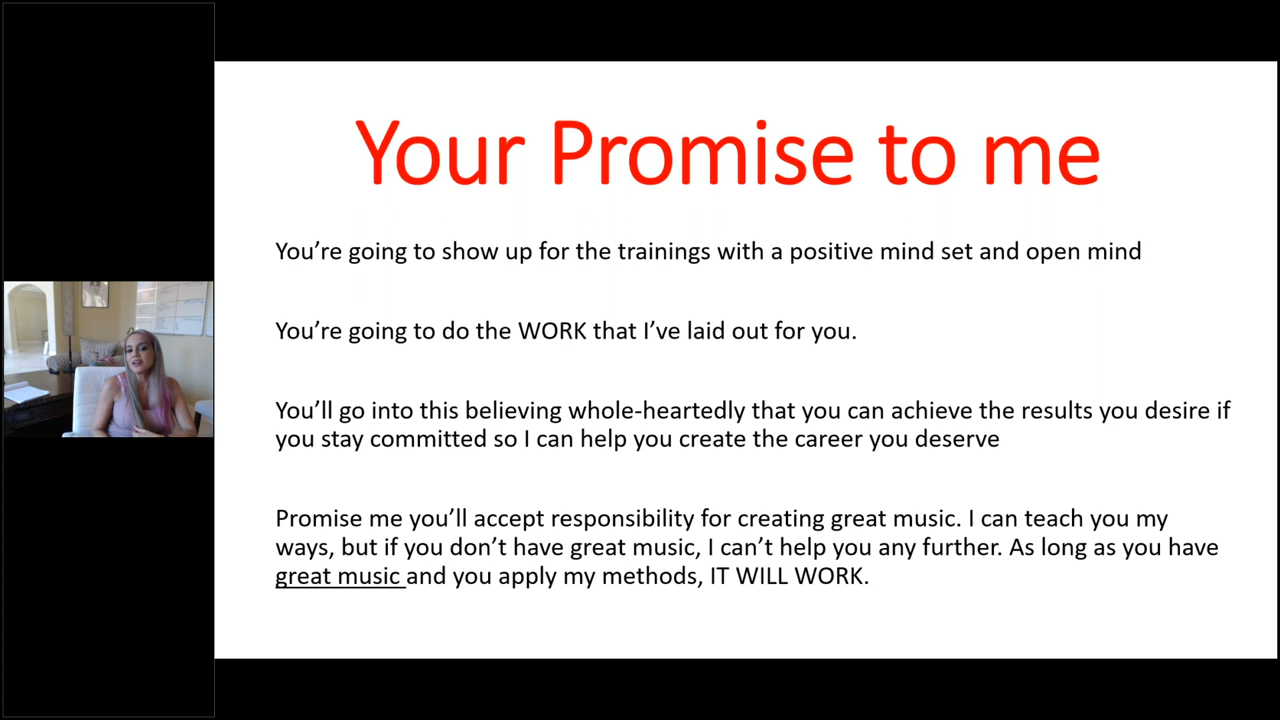 Your Promise to me
You’re going to show up for the trainings with a positive mind set and open mind
You’re going to do the WORK that I’ve laid out for you.
You’ll go into this believing whole-heartedly that you can achieve the results you desire if
you stay committed so I can help you create the career you deserve
Promise me you’ll accept responsibility for creating great music. I can teach you my
ways, but if you don’t have great music, I can’t help you any further. As long as you have
great music and you apply my methods, IT WILL WORK.